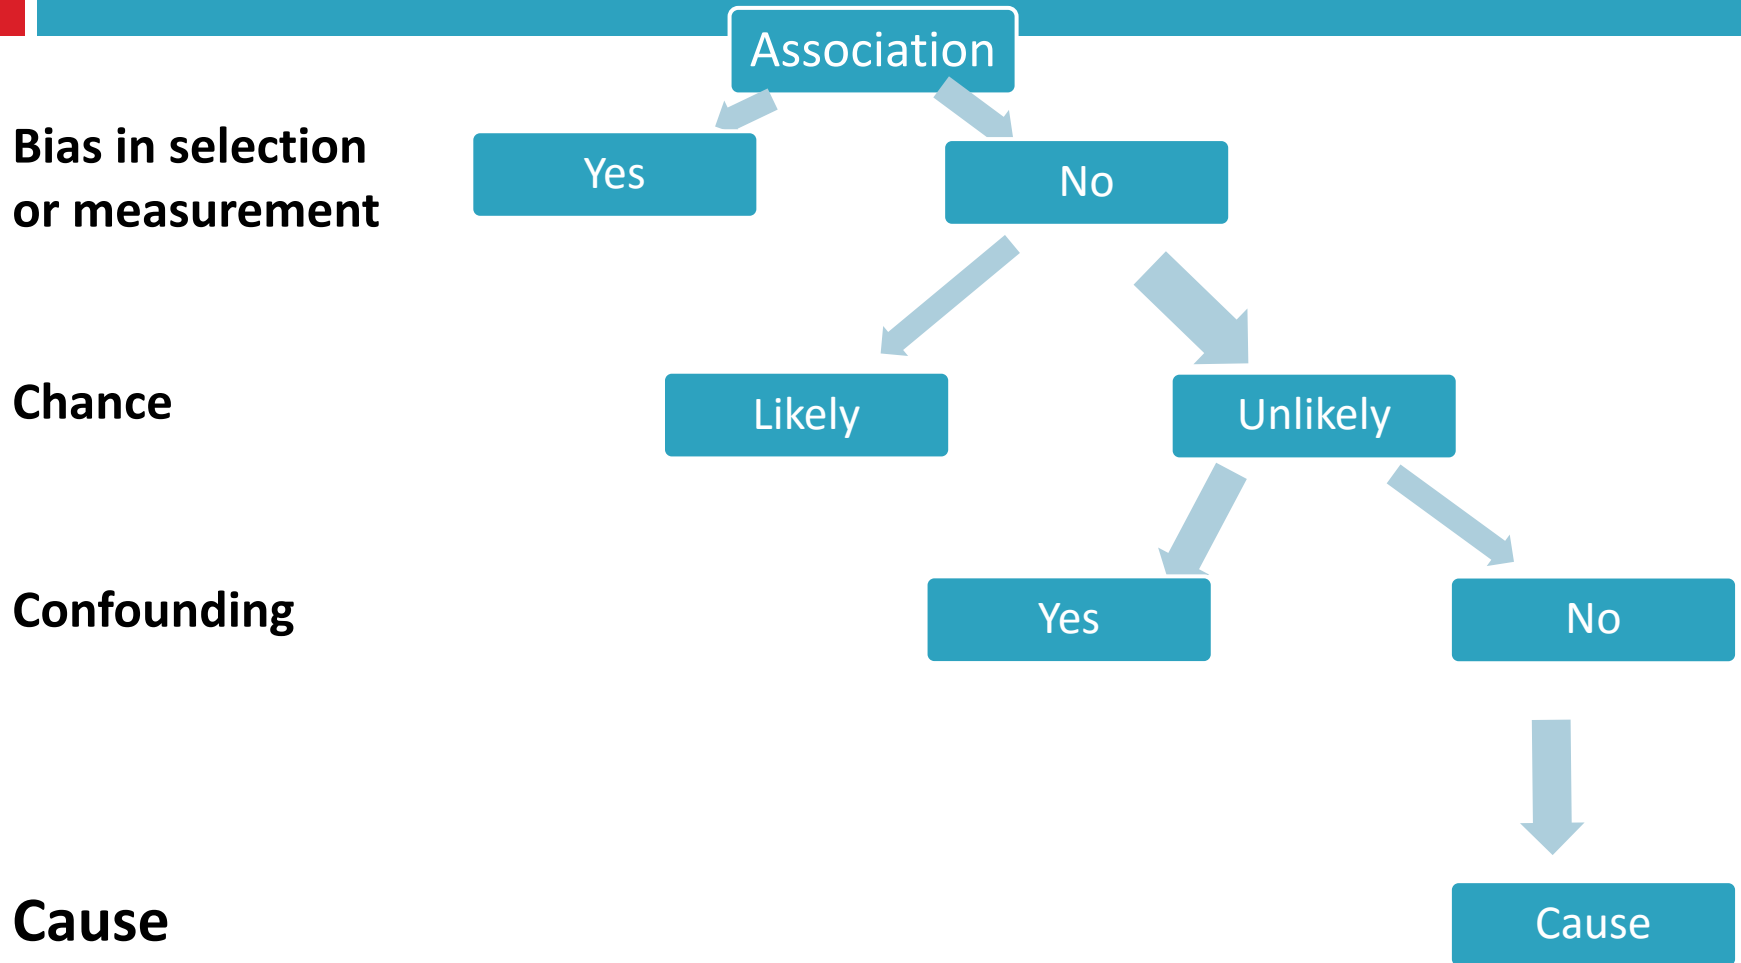 Association
Bias in selection
or measurement
Yes
No
Chance
Likely
Unlikely
Confounding
Yes
No
Cause
Cause